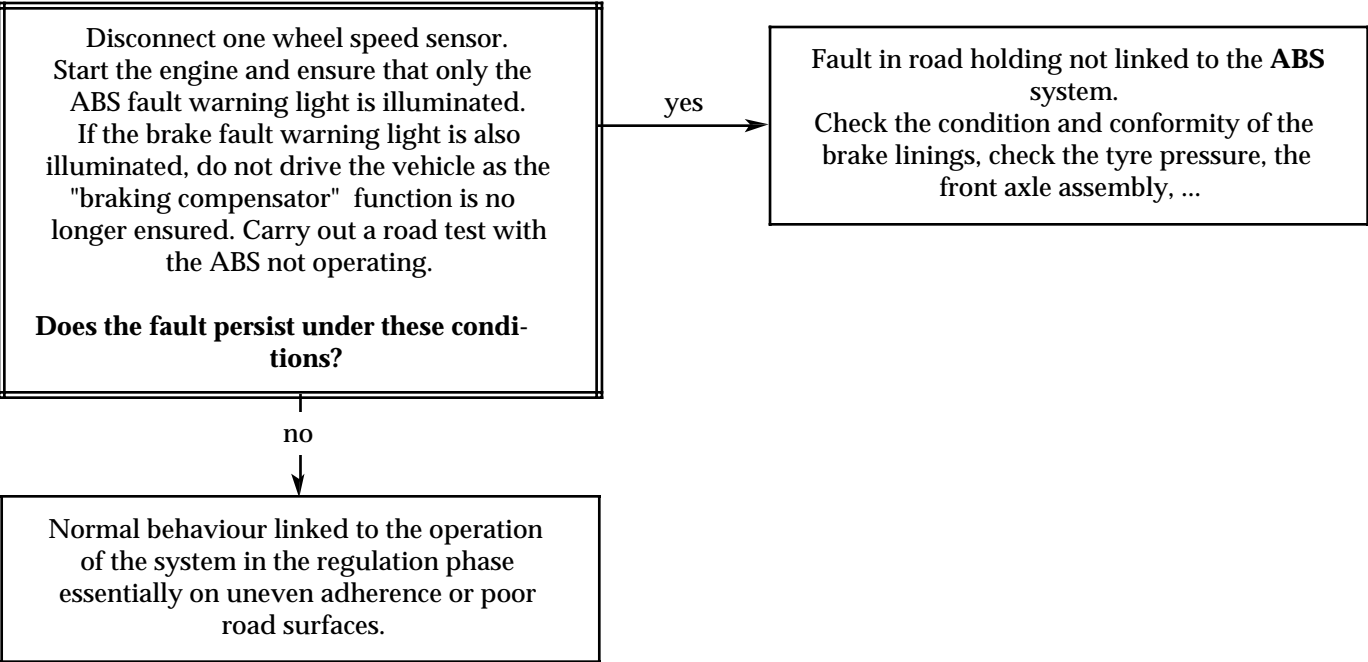 Disconnect one wheel speed sensor.
Start the engine and ensure that only the
ABS fault warning light is illuminated.
If the brake fault warning light is also
illuminated, do not drive the vehicle as the
"braking compensator"  function is no
longer ensured. Carry out a road test with
the ABS not operating.
Does the fault persist under these condi-
tions?
yes
Fault in road holding not linked to the ABS
system.
Check the condition and conformity of the
brake linings, check the tyre pressure, the
front axle assembly, ...
no
Normal behaviour linked to the operation
of the system in the regulation phase
essentially on uneven adherence or poor
road surfaces.